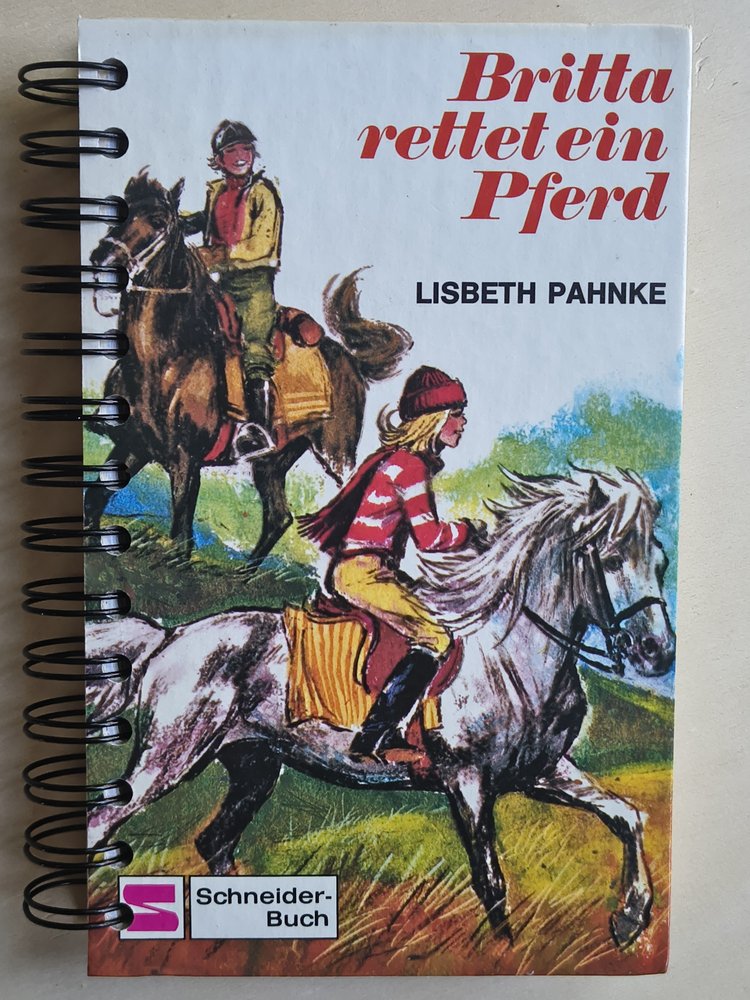 Britta
rettet ein
Pferd
LISBETH PAHNKE
Schneider-
Buch